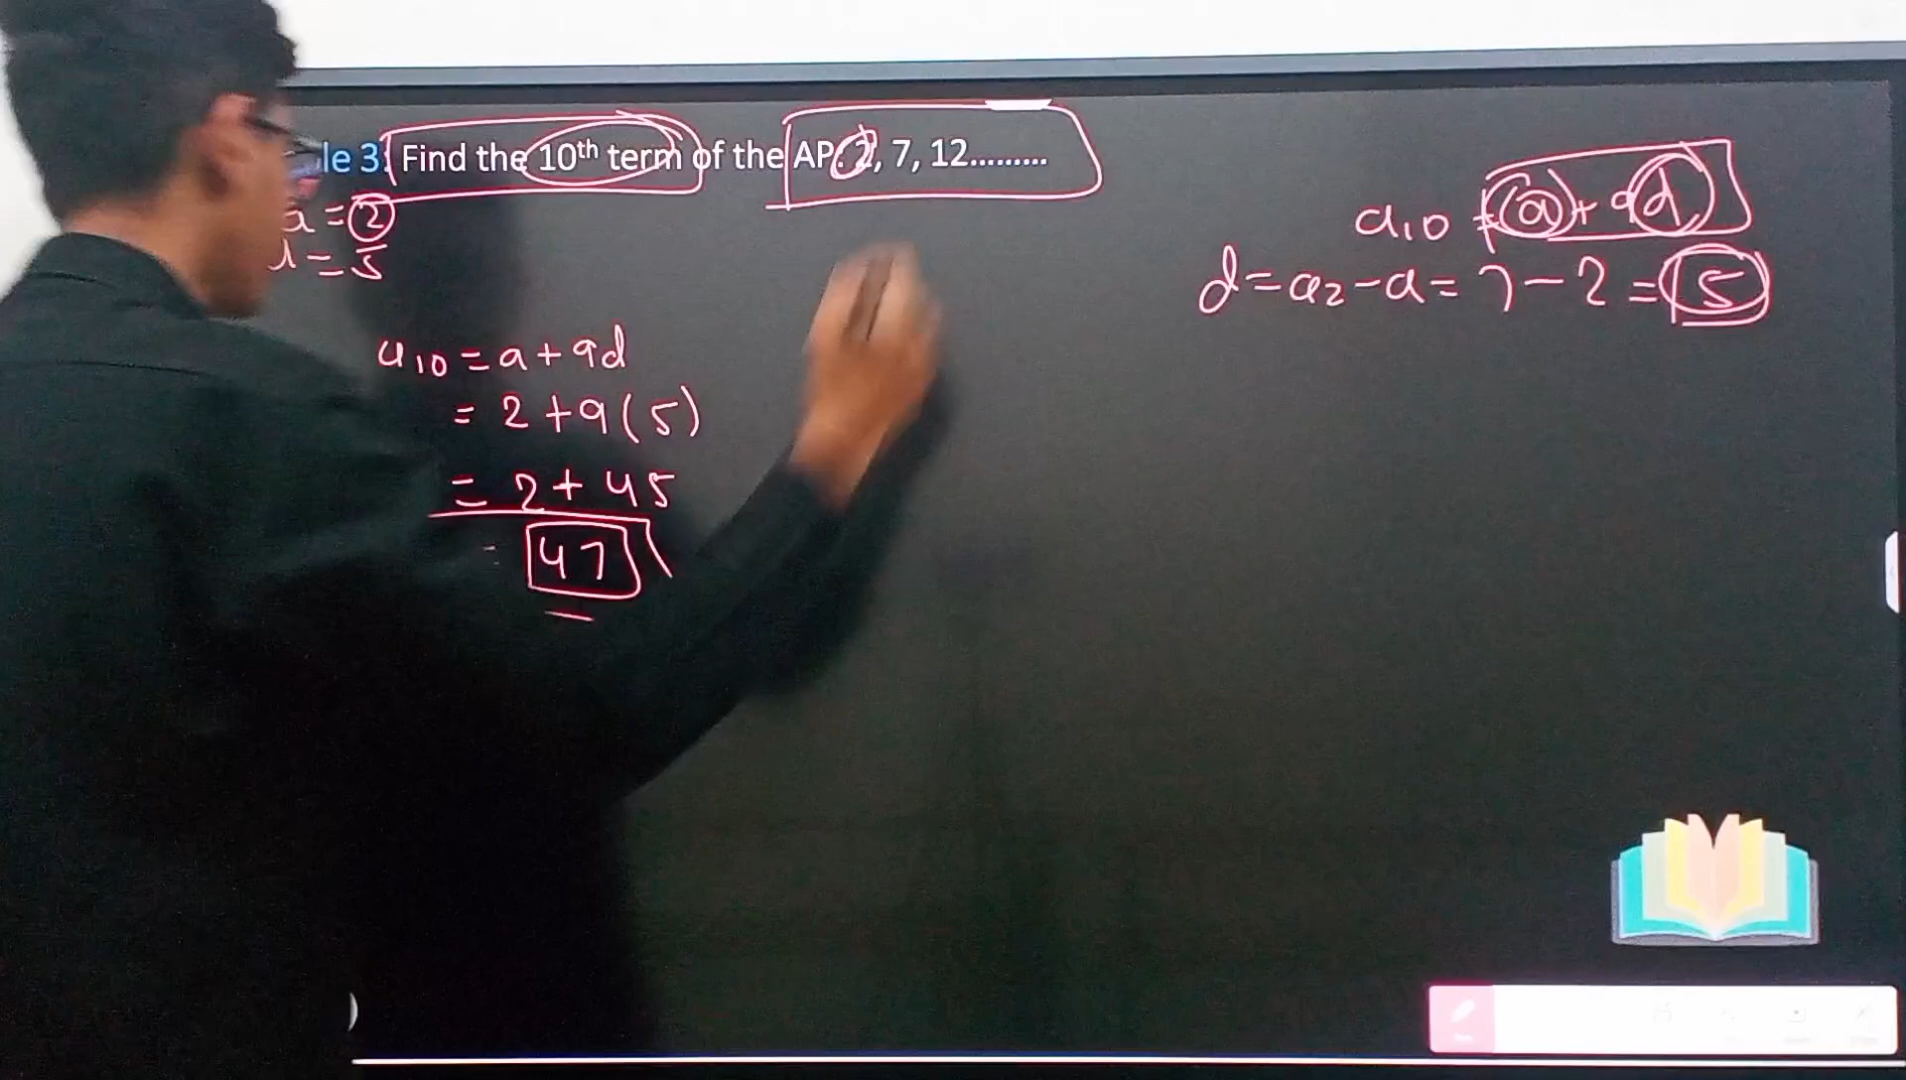 le 3: Find the 10th term of the AP: 2, 7, 12.........
a = 2
d = 5
a10 = a + 9d
d = a2 - a = 7 - 2 = 5
a10 = a + 9d
= 2 + 9 ( 5 )
= 2 + 45
= 47